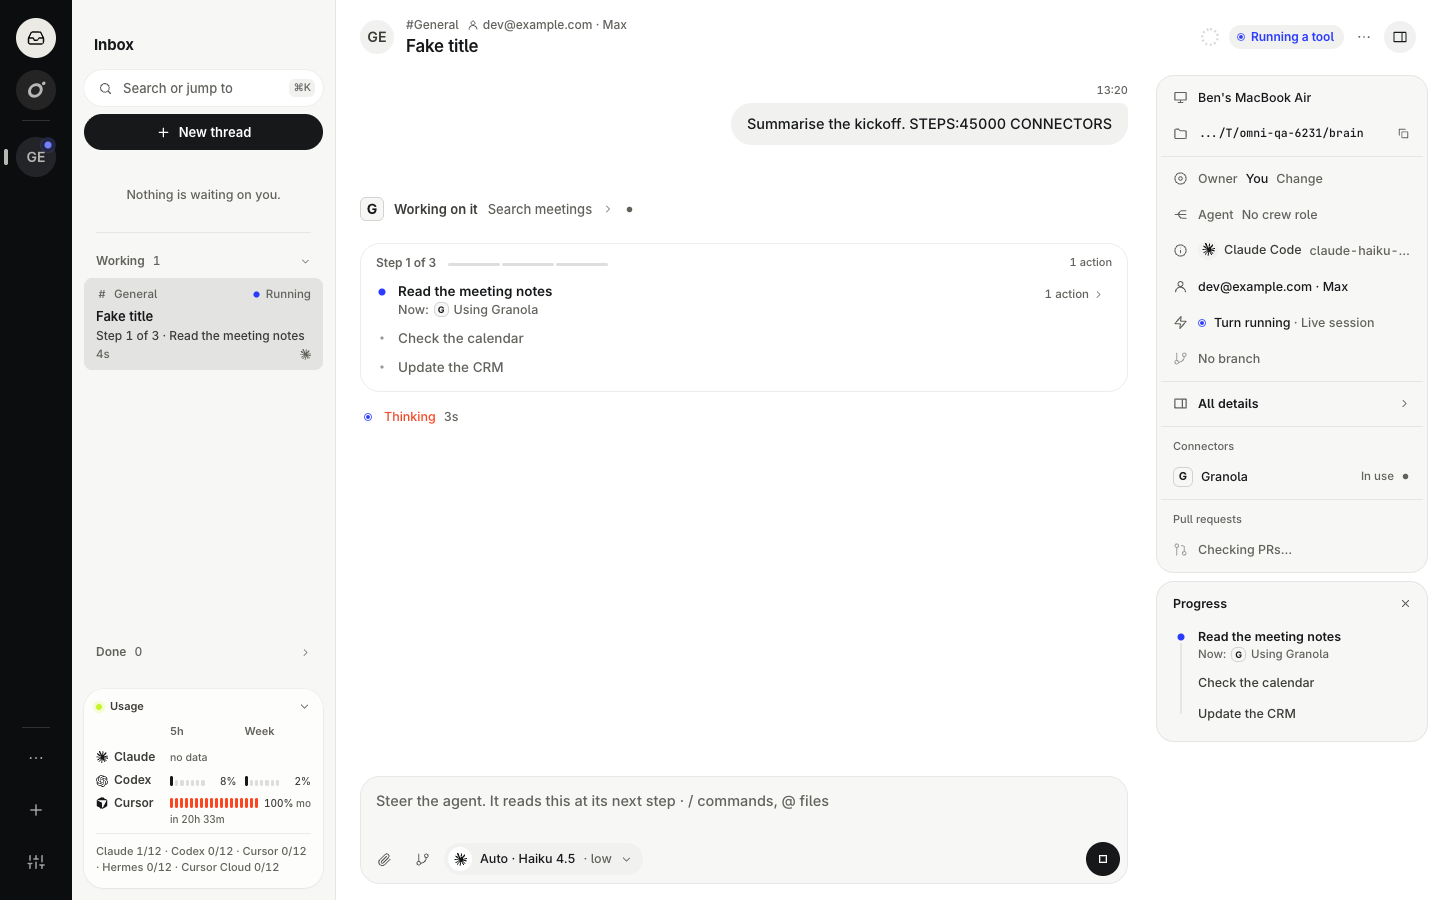 Inbox
Search or jump to ⌘K
+ New thread
GE
Nothing is waiting on you.
Working 1
# General Running
Fake title
Step 1 of 3 · Read the meeting notes
4s
Done 0
Usage
5h Week
Claude no data
Codex 8% 2%
Cursor 100% mo
in 20h 33m
Claude 1/12 · Codex 0/12 · Cursor 0/12
· Hermes 0/12 · Cursor Cloud 0/12
GE
#General dev@example.com · Max
Fake title
Running a tool
13:20
Summarise the kickoff. STEPS:45000 CONNECTORS
G Working on it Search meetings
Step 1 of 3 1 action
Read the meeting notes 1 action
Now: G Using Granola
Check the calendar
Update the CRM
Thinking 3s
Steer the agent. It reads this at its next step · / commands, @ files
Auto · Haiku 4.5 · low
Ben's MacBook Air
.../T/omni-qa-6231/brain
Owner You Change
Agent No crew role
Claude Code claude-haiku-...
dev@example.com · Max
Turn running · Live session
No branch
All details
Connectors
G Granola In use
Pull requests
Checking PRs...
Progress
Read the meeting notes
Now: G Using Granola
Check the calendar
Update the CRM